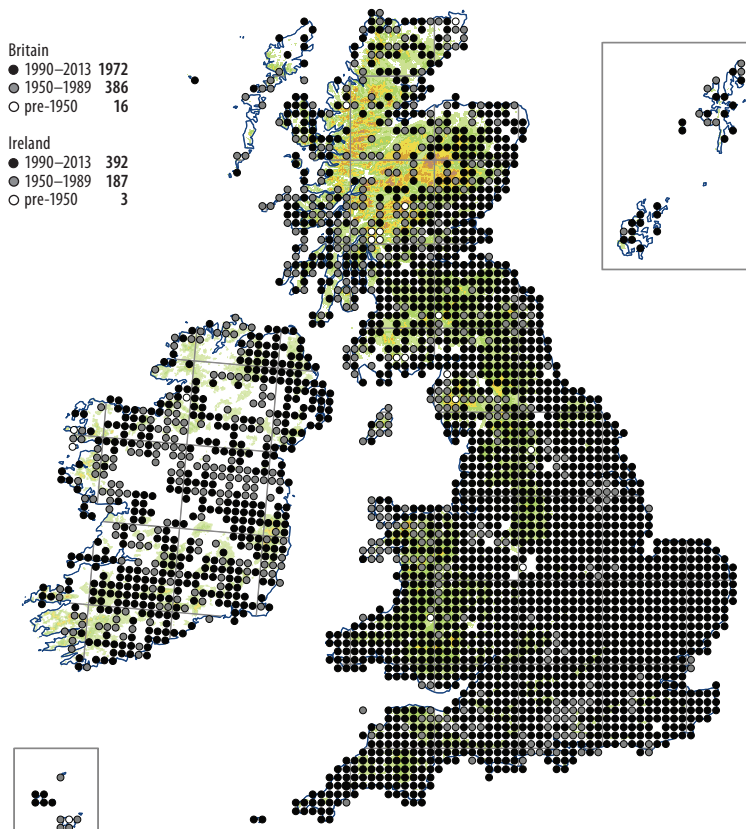 Britain
1990–2013 1972
1950–1989 386
pre-1950 16
Ireland
1990–2013 392
1950–1989 187
pre-1950 3